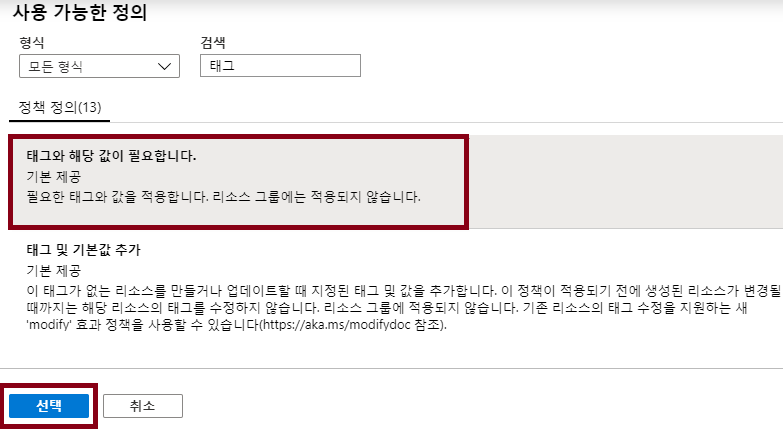 사용 가능한 정의
형식
검색
모든 형식
태그
정책 정의(13)
태그와 해당 값이 필요합니다.
기본 제공
필요한 태그와 값을 적용합니다. 리소스 그룹에는 적용되지 않습니다.
태그 및 기본값 추가
기본 제공
이 태그가 없는 리소스를 만들거나 업데이트할 때 지정된 태그 및 값을 추가합니다. 이 정책이 적용되기 전에 생성된 리소스가 변경될
때까지는 해당 리소스의 태그를 수정하지 않습니다. 리소스 그룹에 적용되지 않습니다. 기존 리소스의 태그 수정을 지원하는 새
'modify' 효과 정책을 사용할 수 있습니다(https://aka.ms/modifydoc 참조).
선택
취소